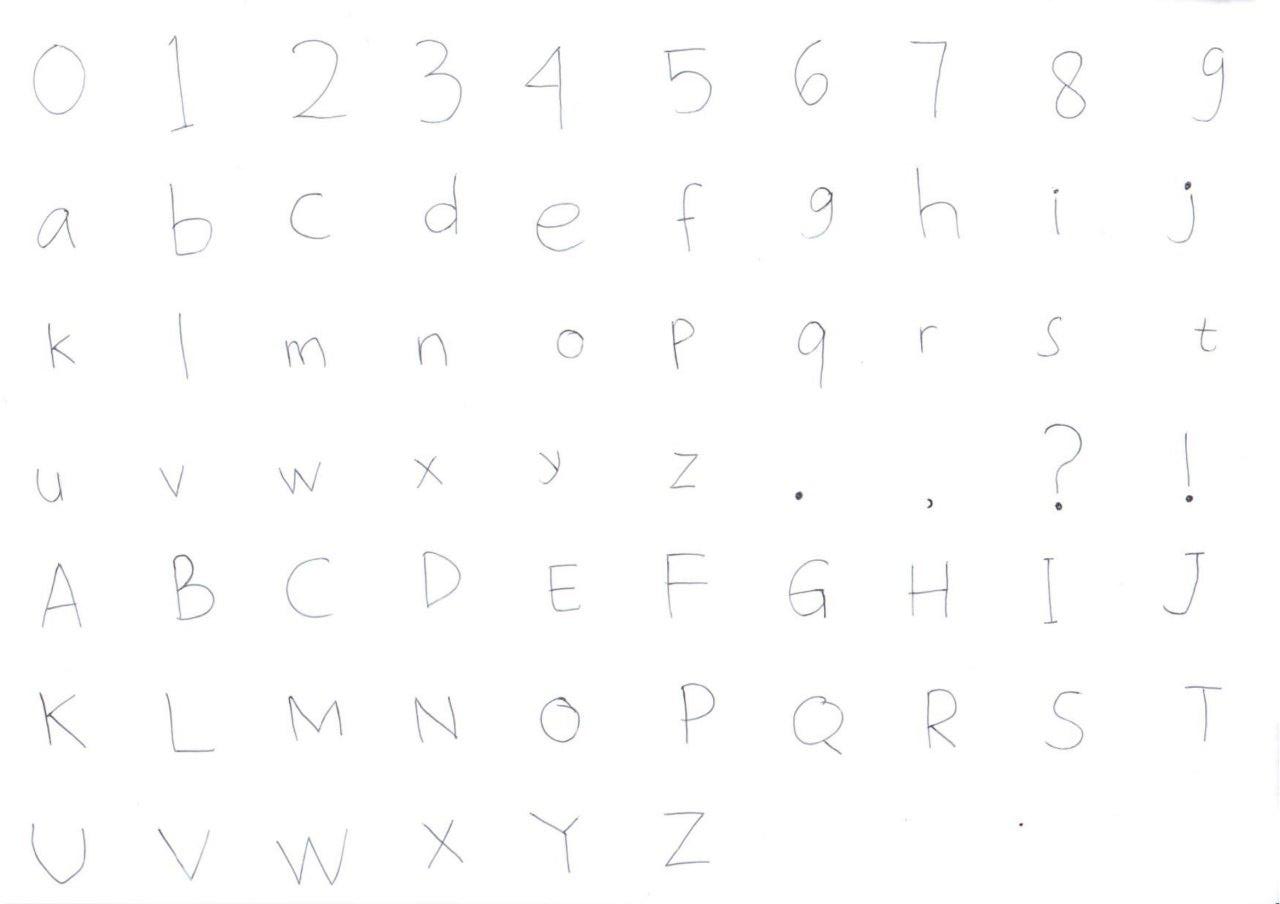 0 1 2 3 4 5 6 7 8 9
a b c d e f g h i j
k l m n o p q r s t
u v w x y z . , ? !
A B C D E F G H I J
K L M N O P Q R S T
U V W X Y Z